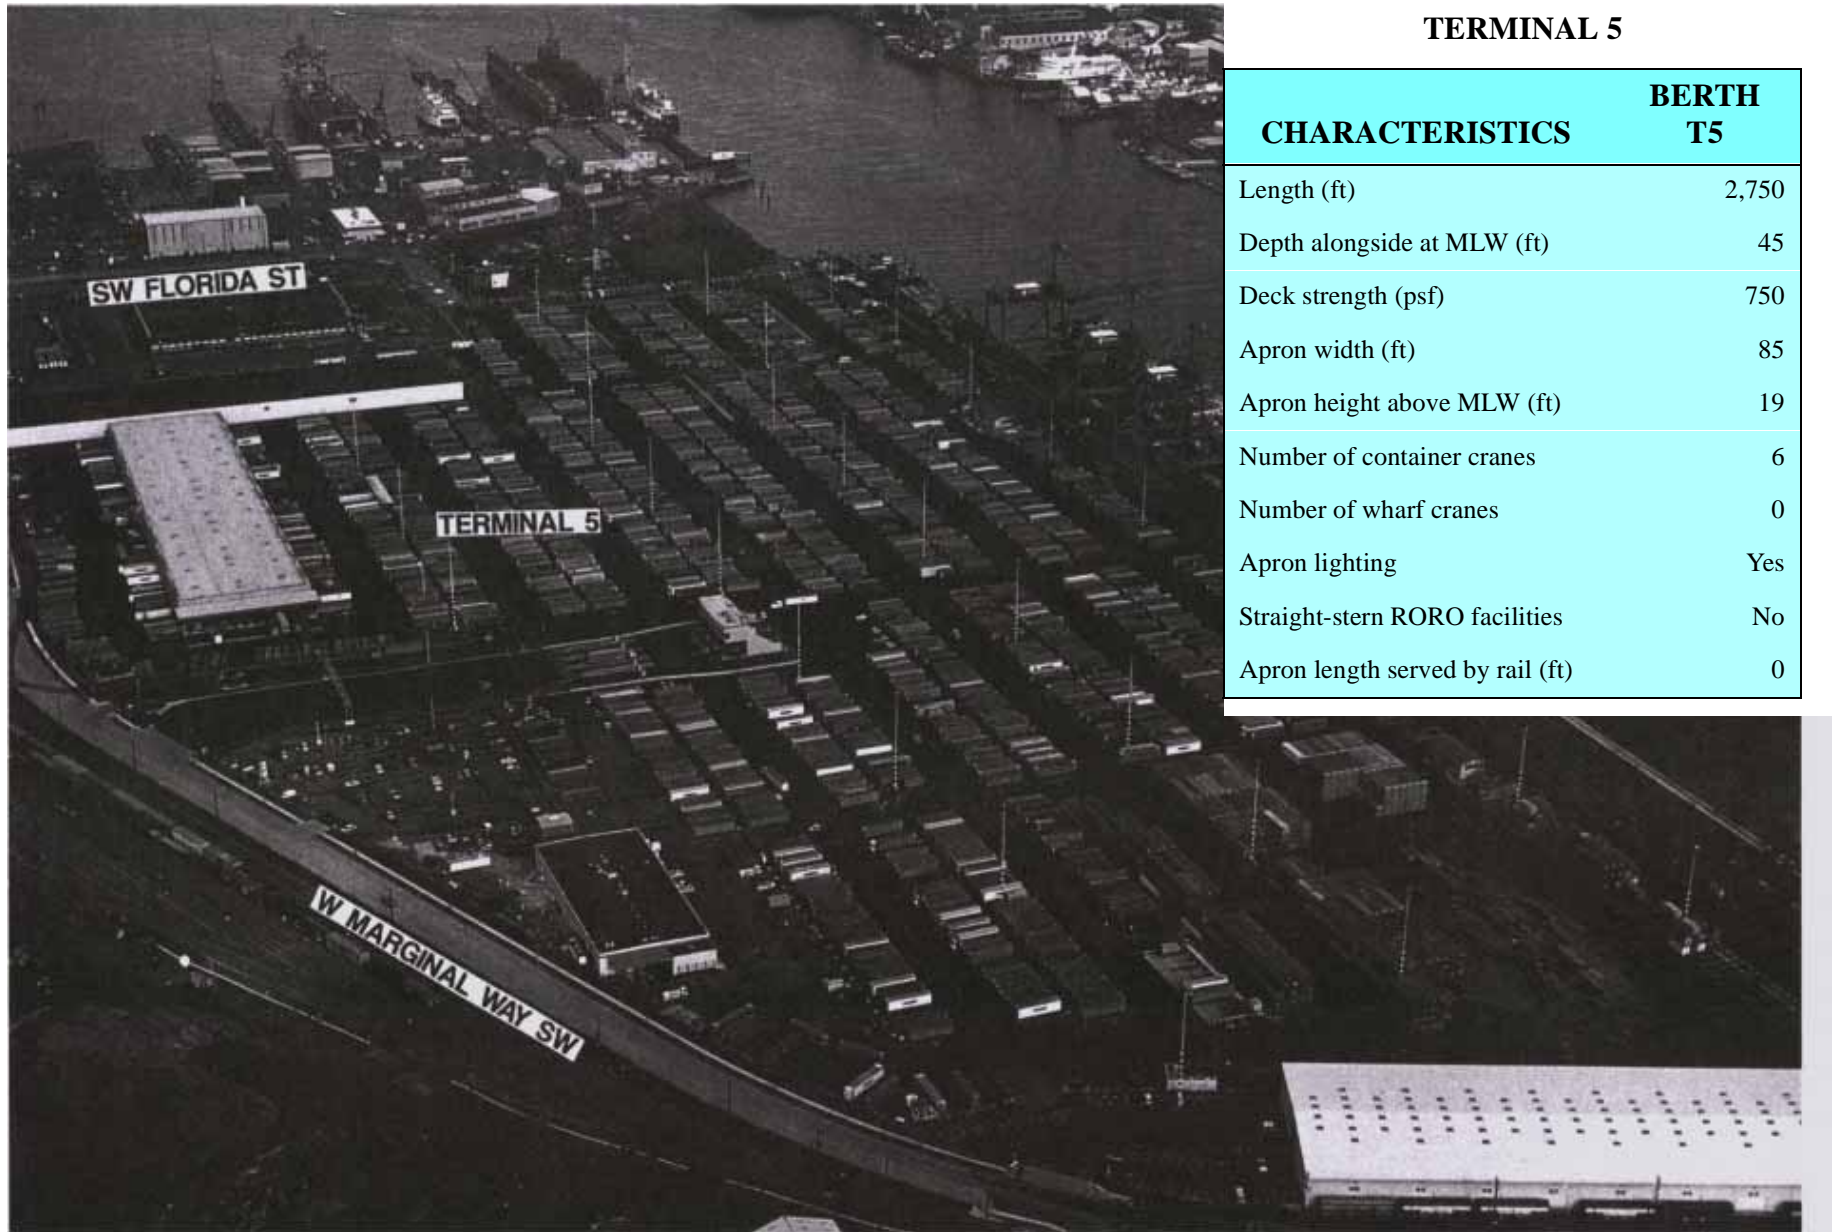 TERMINAL 5
CHARACTERISTICS BERTH T5
Length (ft) 2,750
Depth alongside at MLW (ft) 45
Deck strength (psf) 750
Apron width (ft) 85
Apron height above MLW (ft) 19
Number of container cranes 6
Number of wharf cranes 0
Apron lighting Yes
Straight-stern RORO facilities No
Apron length served by rail (ft) 0
SW FLORIDA ST
TERMINAL 5
W MARGINAL WAY SW